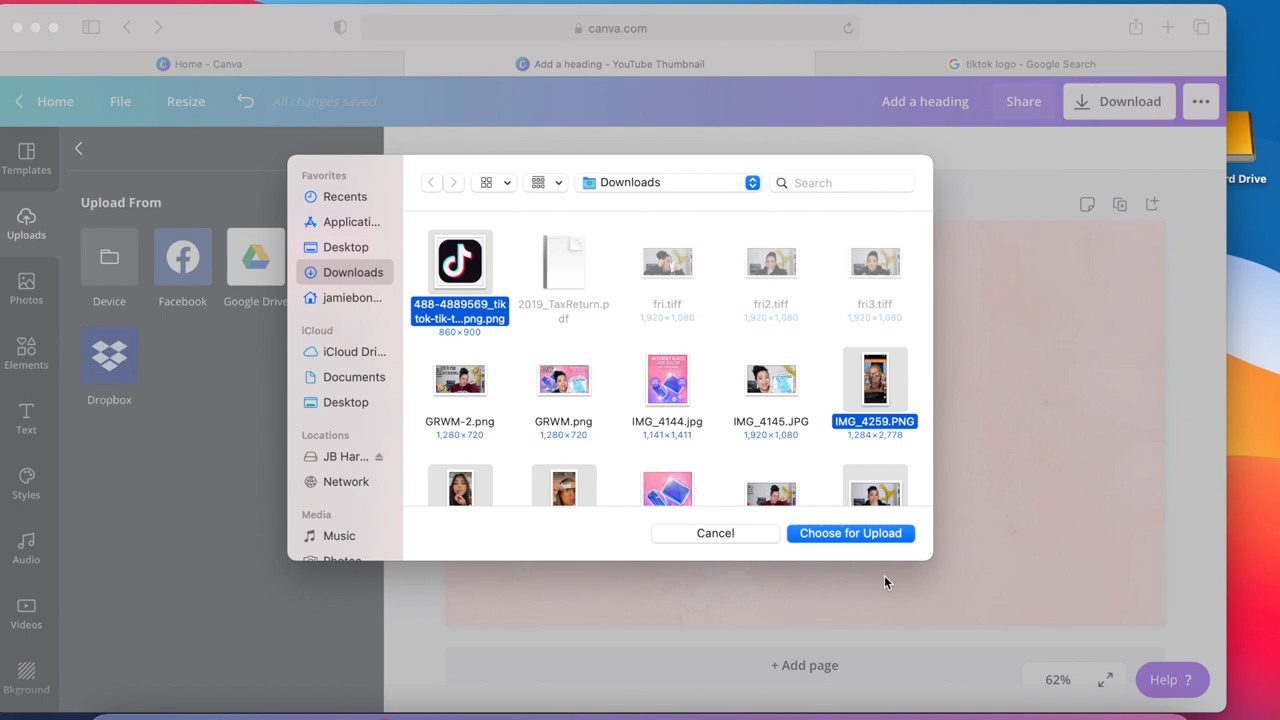 canva.com
Home - Canva
Add a heading - YouTube Thumbnail
tiktok logo - Google Search
Home
File
Resize
All changes saved
Add a heading
Share
Download
Templates
Uploads
Photos
Elements
Text
Styles
Audio
Videos
Bkground
Upload From
Device
Facebook
Google Drive
Dropbox
Favorites
Recents
Applicati...
Desktop
Downloads
jamiebon...
iCloud
iCloud Dri...
Documents
Desktop
Locations
JB Har...
Network
Media
Music
Photos
Downloads
Search
488-4889569_tik
tok-tik-t...png.png
860×900
2019_TaxReturn.p
df
fri.tiff
1,920×1,080
fri2.tiff
1,920×1,080
fri3.tiff
1,920×1,080
GRWM-2.png
1,280×720
GRWM.png
1,280×720
IMG_4144.jpg
1,141×1,411
IMG_4145.JPG
1,920×1,080
IMG_4259.PNG
1,284×2,778
Cancel
Choose for Upload
+ Add page
62%
Help ?
rd Drive